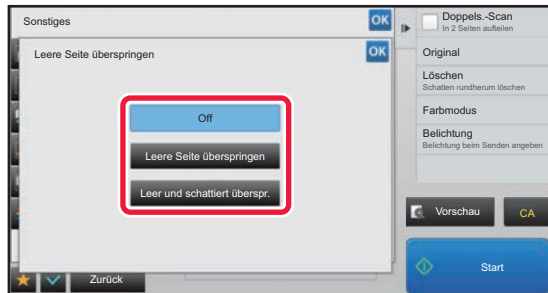 Sonstiges
OK
Leere Seite überspringen
OK
Off
Leere Seite überspringen
Leer und schattiert überspr.
Zurück
Doppels.-Scan
In 2 Seiten aufteilen
Original
Löschen
Schatten rundherum löschen
Farbmodus
Belichtung
Belichtung beim Senden angeben
Vorschau
CA
Start